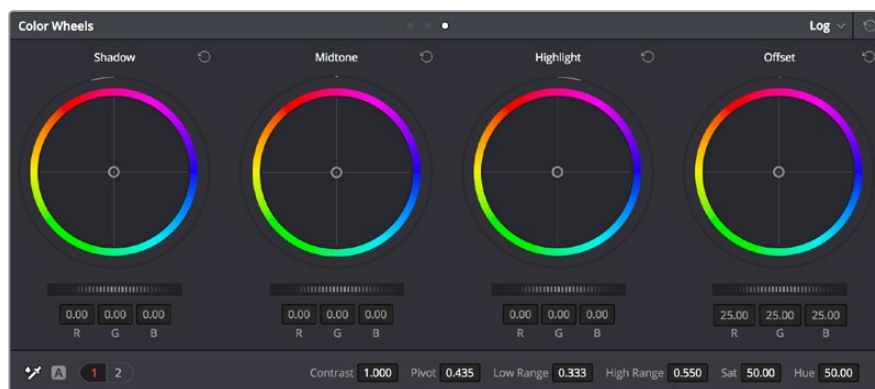 Color Wheels Log
Shadow Midtone Highlight Offset
0.00 0.00 0.00 0.00 0.00 0.00 0.00 0.00 0.00 25.00 25.00 25.00
R G B R G B R G B R G B
A 1 2 Contrast 1.000 Pivot 0.435 Low Range 0.333 High Range 0.550 Sat 50.00 Hue 50.00